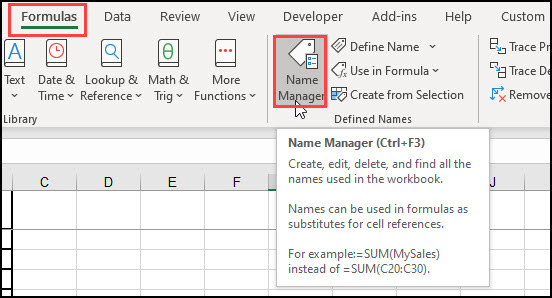 Formulas Data Review View Developer Add-ins Help Custom
Text Date & Time Lookup & Reference Math & Trig More Functions
Library
Name Manager
Define Name
Use in Formula
Create from Selection
Defined Names
Trace Pre
Trace De
Remove
Name Manager (Ctrl+F3)
Create, edit, delete, and find all the
names used in the workbook.
Names can be used in formulas as
substitutes for cell references.
For example:=SUM(MySales)
instead of =SUM(C20:C30).
C D E F J